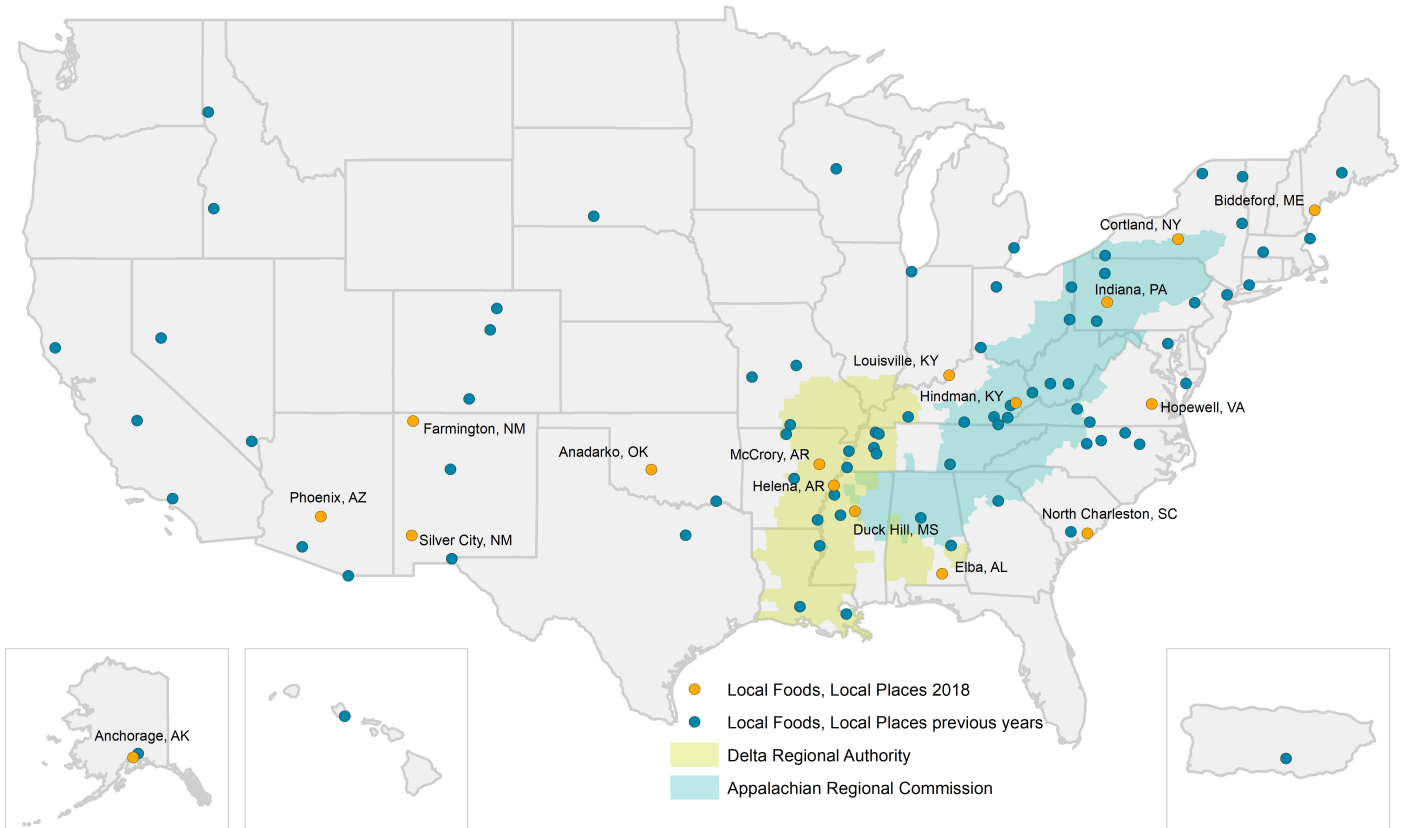 Biddeford, ME
Cortland, NY
Indiana, PA
Louisville, KY
Hindman, KY
Hopewell, VA
Farmington, NM
Anadarko, OK
McCrory, AR
Helena, AR
Phoenix, AZ
North Charleston, SC
Duck Hill, MS
Silver City, NM
Elba, AL
Local Foods, Local Places 2018
Local Foods, Local Places previous years
Anchorage, AK
Delta Regional Authority
Appalachian Regional Commission